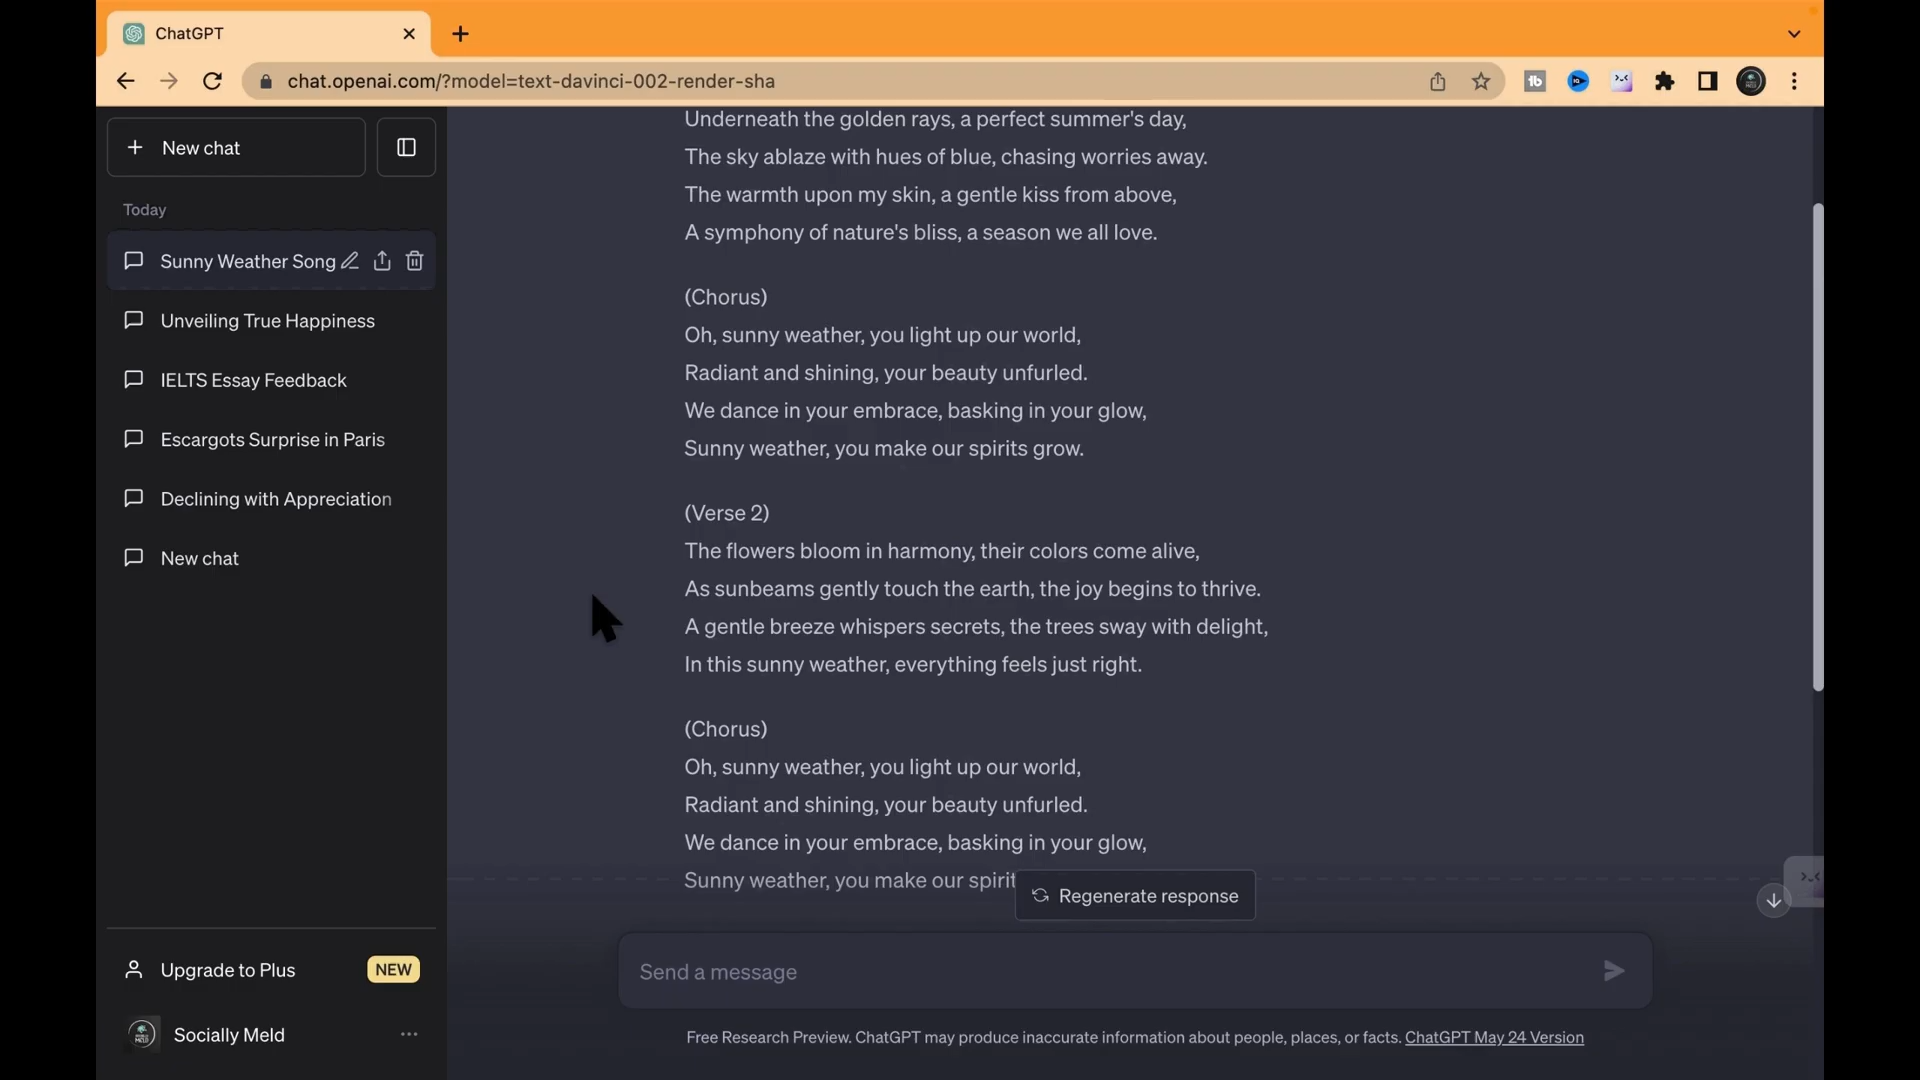 ChatGPT
chat.openai.com/?model=text-davinci-002-render-sha
New chat
Today
Sunny Weather Song
Unveiling True Happiness
IELTS Essay Feedback
Escargots Surprise in Paris
Declining with Appreciation
New chat
Upgrade to Plus NEW
Socially Meld
Underneath the golden rays, a perfect summer's day,
The sky ablaze with hues of blue, chasing worries away.
The warmth upon my skin, a gentle kiss from above,
A symphony of nature's bliss, a season we all love.
(Chorus)
Oh, sunny weather, you light up our world,
Radiant and shining, your beauty unfurled.
We dance in your embrace, basking in your glow,
Sunny weather, you make our spirits grow.
(Verse 2)
The flowers bloom in harmony, their colors come alive,
As sunbeams gently touch the earth, the joy begins to thrive.
A gentle breeze whispers secrets, the trees sway with delight,
In this sunny weather, everything feels just right.
(Chorus)
Oh, sunny weather, you light up our world,
Radiant and shining, your beauty unfurled.
We dance in your embrace, basking in your glow,
Sunny weather, you make our spirit
Regenerate response
Send a message
Free Research Preview. ChatGPT may produce inaccurate information about people, places, or facts. ChatGPT May 24 Version